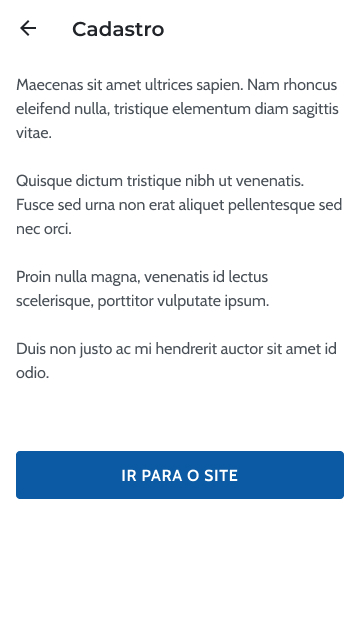 Cadastro
Maecenas sit amet ultrices sapien. Nam rhoncus
eleifend nulla, tristique elementum diam sagittis
vitae.
Quisque dictum tristique nibh ut venenatis.
Fusce sed urna non erat aliquet pellentesque sed
nec orci.
Proin nulla magna, venenatis id lectus
scelerisque, porttitor vulputate ipsum.
Duis non justo ac mi hendrerit auctor sit amet id
odio.
IR PARA O SITE